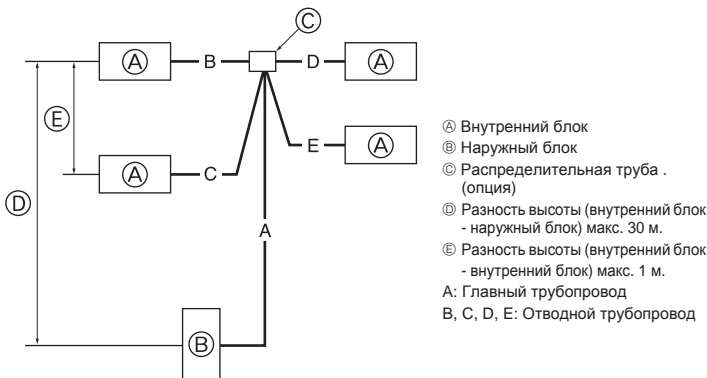 Ⓒ
Ⓐ B D Ⓐ
Ⓔ
Ⓐ C E Ⓐ
Ⓓ
A
Ⓑ
Ⓐ Внутренний блок
Ⓑ Наружный блок
Ⓒ Распределительная труба .
(опция)
Ⓓ Разность высоты (внутренний блок
- наружный блок) макс. 30 м.
Ⓔ Разность высоты (внутренний блок
- внутренний блок) макс. 1 м.
A: Главный трубопровод
B, C, D, E: Отводной трубопровод